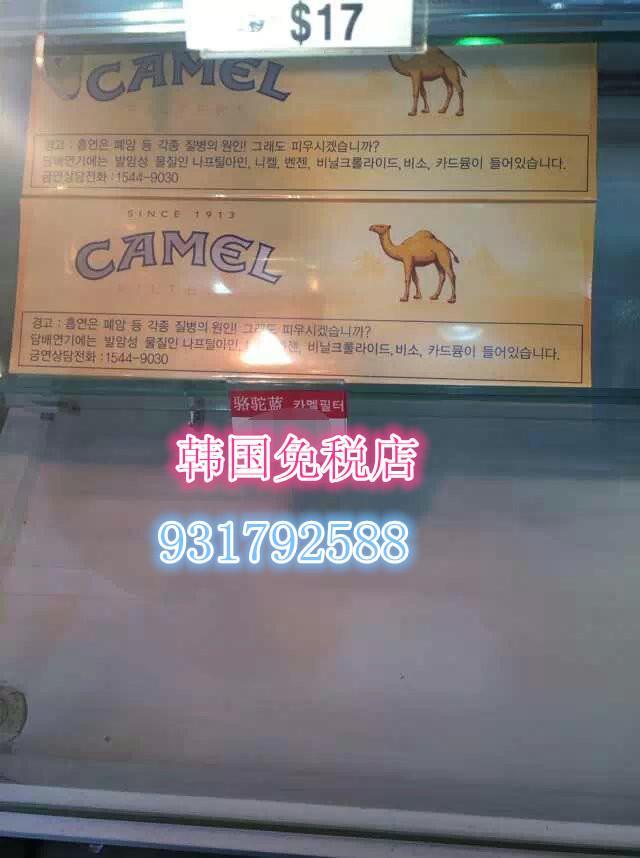 $17
CAMEL
경고 : 흡연은 폐암 등 각종 질병의 원인! 그래도 피우시겠습니까?
담배연기에는 발암성 물질인 나프틸아민, 니켈, 벤젠, 비닐크롤라이드, 비소, 카드뮴이 들어있습니다.
금연상담전화 : 1544-9030
SINCE 1913
CAMEL
FILTERS
경고 : 흡연은 폐암 등 각종 질병의 원인! 그래도 피우시겠습니까?
담배연기에는 발암성 물질인 나프틸아민, 비닐크롤라이드, 비소, 카드뮴이 들어있습니다.
금연상담전화 : 1544-9030
骆驼蓝 카멜필터
韩国免税店
931792588